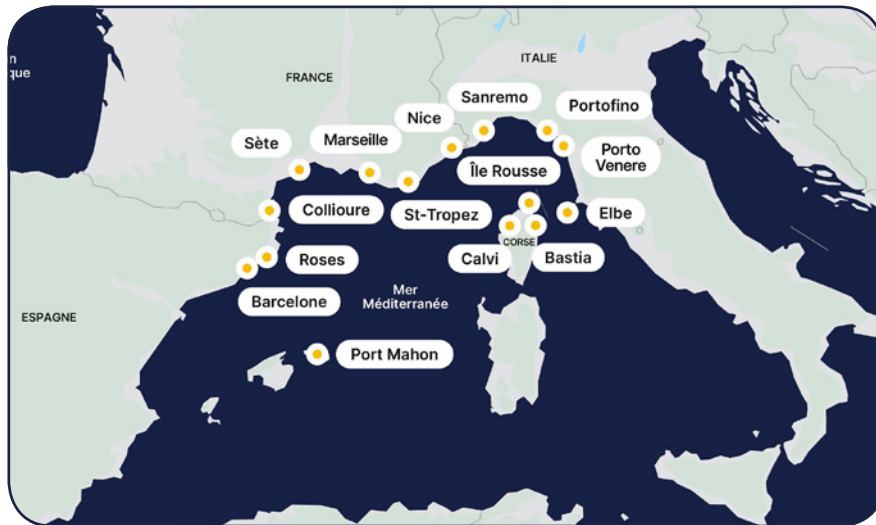 n
que
ITALIE
FRANCE
Sanremo
Portofino
Nice
Sète
Marseille
Porto
Venere
Île Rousse
Collioure
St-Tropez
Elbe
CORSE
Roses
Calvi
Bastia
Barcelone
Mer
Méditerranée
ESPAGNE
Port Mahon